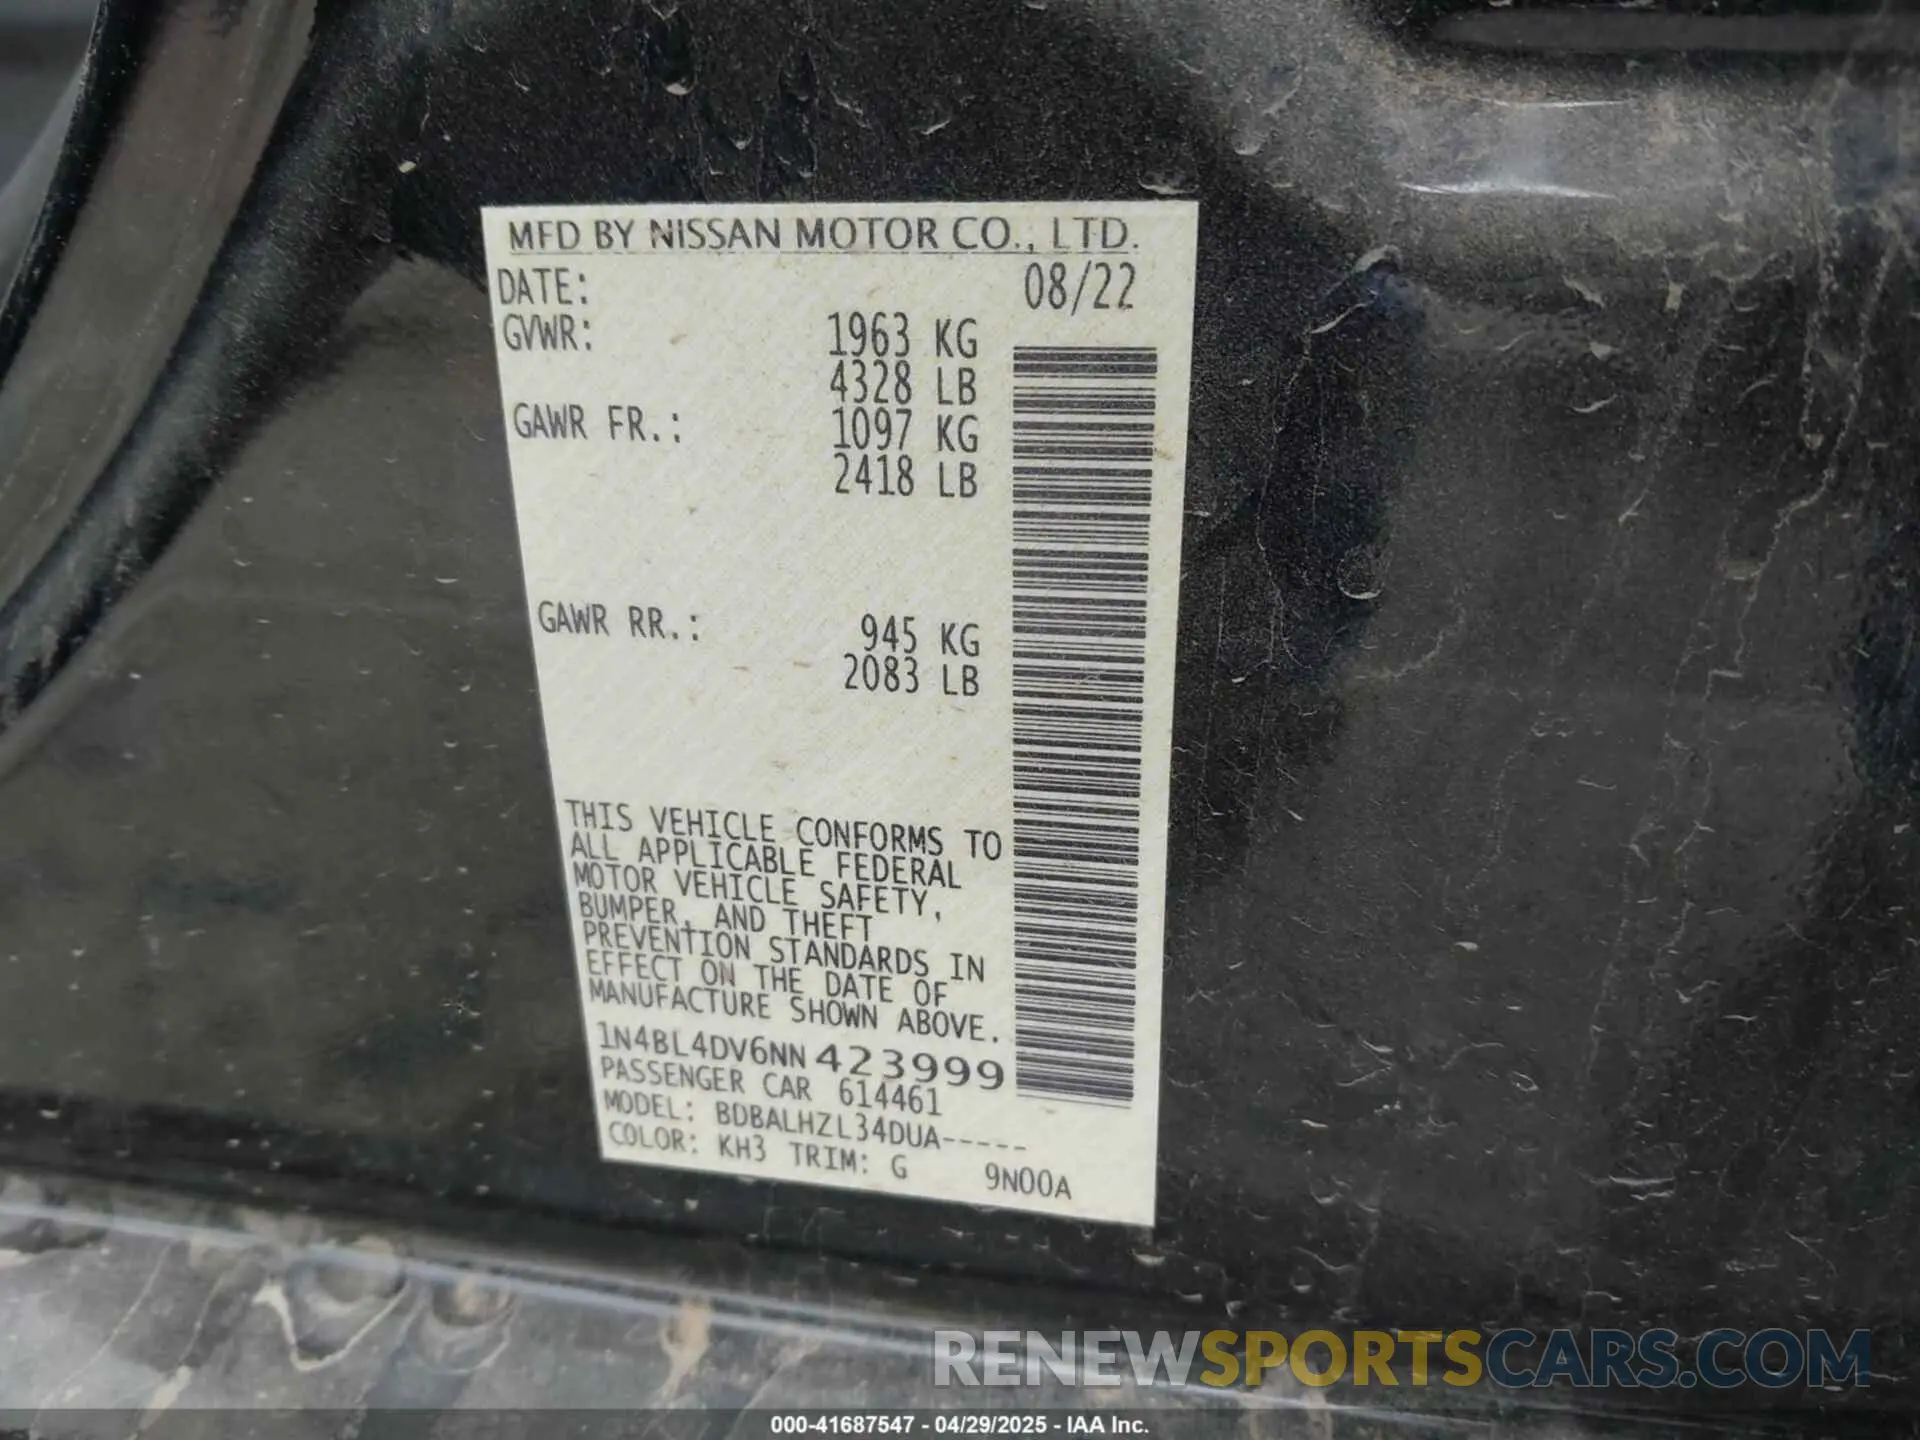 MFD BY NISSAN MOTOR CO., LTD.
DATE: 08/22
GVWR: 1963 KG
4328 LB
GAWR FR.: 1097 KG
2418 LB
GAWR RR.: 945 KG
2083 LB
THIS VEHICLE CONFORMS TO
ALL APPLICABLE FEDERAL
MOTOR VEHICLE SAFETY,
BUMPER, AND THEFT
PREVENTION STANDARDS IN
EFFECT ON THE DATE OF
MANUFACTURE SHOWN ABOVE.
1N4BL4DV6NN 423999
PASSENGER CAR 614461
MODEL: BDBALHZL34DUA-----
COLOR: KH3 TRIM: G 9N00A
RENEWSPORTSCARS.COM
000-41687547 - 04/29/2025 - IAA Inc.